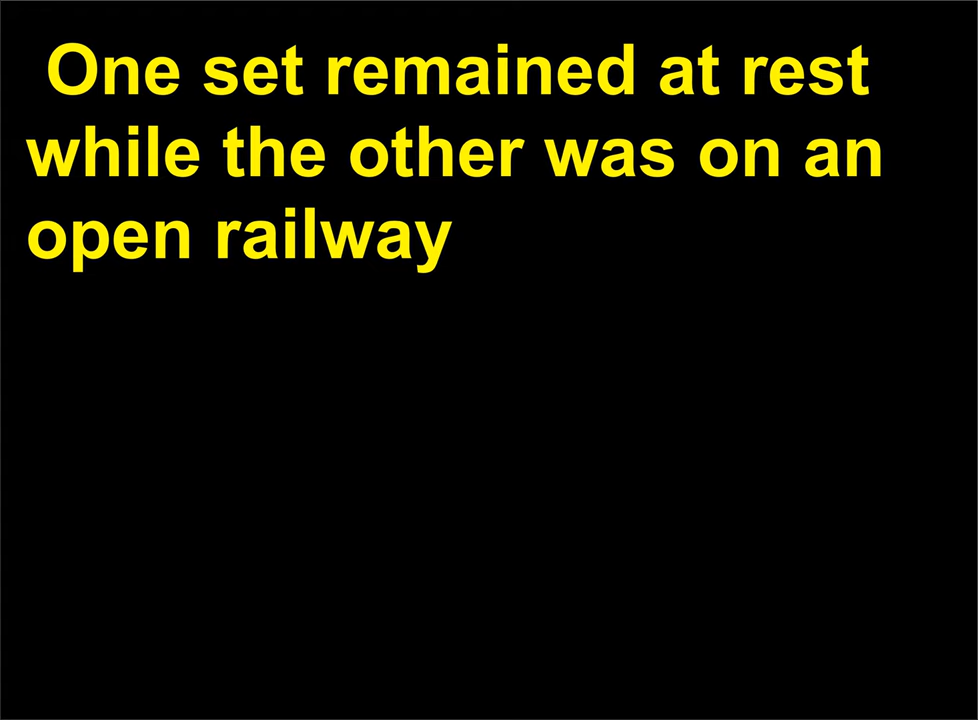 One set remained at rest
while the other was on an
open railway